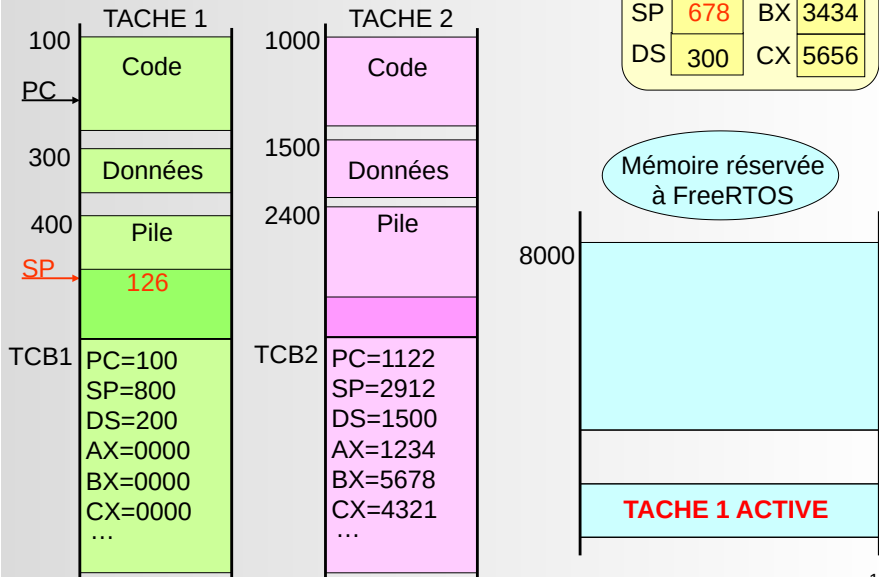 TACHE 1
TACHE 2
SP 678 BX 3434
DS 300 CX 5656
100
Code
PC
300
Données
400
Pile
SP
126
TCB1
PC=100
SP=800
DS=200
AX=0000
BX=0000
CX=0000
...
1000
Code
1500
Données
2400
Pile
TCB2
PC=1122
SP=2912
DS=1500
AX=1234
BX=5678
CX=4321
...
Mémoire réservée
à FreeRTOS
8000
TACHE 1 ACTIVE